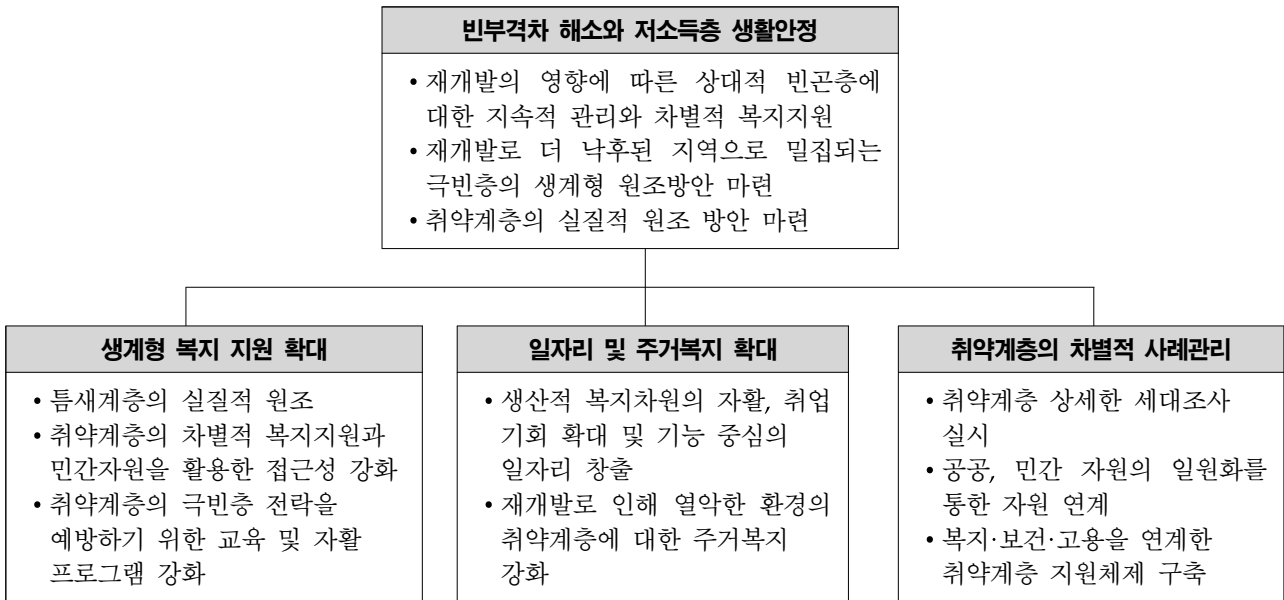 빈부격차 해소와 저소득층 생활안정
• 재개발의 영향에 따른 상대적 빈곤층에
대한 지속적 관리와 차별적 복지지원
• 재개발로 더 낙후된 지역으로 밀집되는
극빈층의 생계형 원조방안 마련
• 취약계층의 실질적 원조 방안 마련
생계형 복지 지원 확대
• 틈새계층의 실질적 원조
• 취약계층의 차별적 복지지원과
민간자원을 활용한 접근성 강화
• 취약계층의 극빈층 전락을
예방하기 위한 교육 및 자활
프로그램 강화
일자리 및 주거복지 확대
• 생산적 복지차원의 자활, 취업
기회 확대 및 기능 중심의
일자리 창출
• 재개발로 인해 열악한 환경의
취약계층에 대한 주거복지
강화
취약계층의 차별적 사례관리
• 취약계층 상세한 세대조사
실시
• 공공, 민간 자원의 일원화를
통한 자원 연계
• 복지·보건·고용을 연계한
취약계층 지원체제 구축